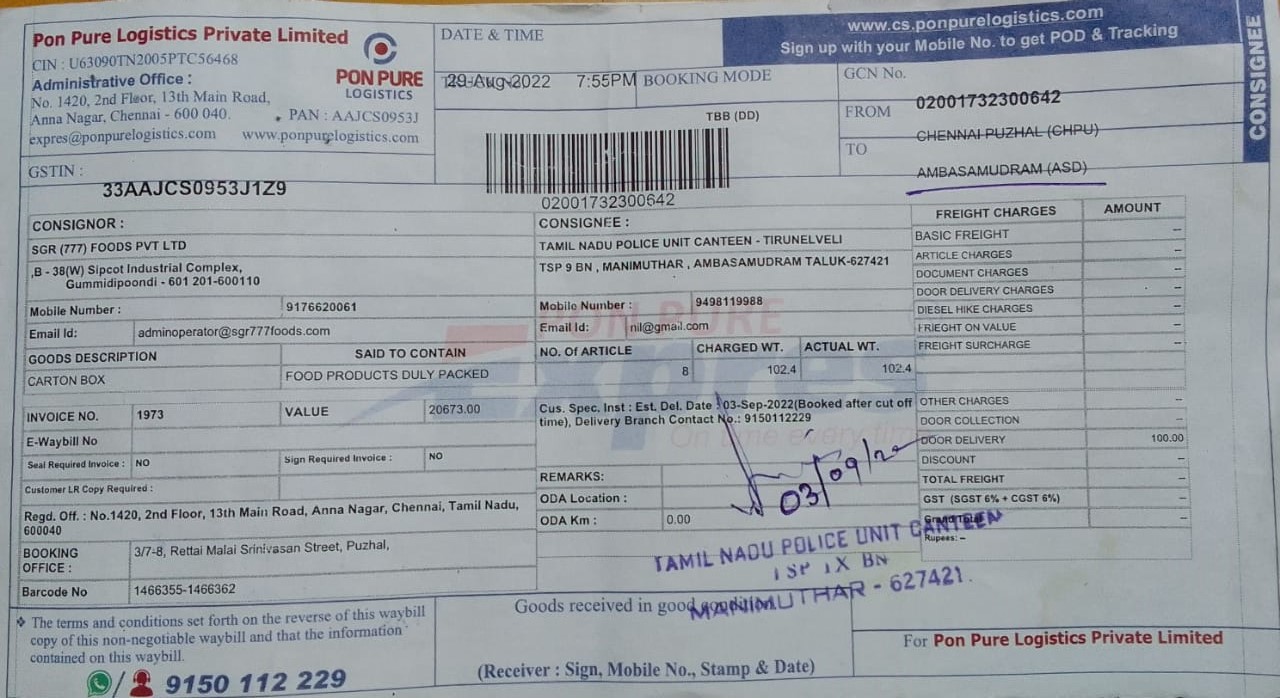 Pon Pure Logistics Private Limited
CIN : U63090TN2005PTC56468
Administrative Office :
No. 1420, 2nd Floor, 13th Main Road,
Anna Nagar, Chennai - 600 040. PAN : AAJCS0953J
expres@ponpurelogistics.com www.ponpurelogistics.com
PON PURE
LOGISTICS
GSTIN :
33AAJCS0953J1Z9
DATE & TIME
29-Aug-2022 7:55PM
BOOKING MODE
TBB (DD)
02001732300642
www.cs.ponpurelogistics.com
Sign up with your Mobile No. to get POD & Tracking
GCN No.
02001732300642
FROM
CHENNAI PUZHAL (CHPU)
TO
AMBASAMUDRAM (ASD)
CONSIGNEE
CONSIGNOR :
SGR (777) FOODS PVT LTD
,B - 38(W) Sipcot Industrial Complex,
Gummidipoondi - 601 201-600110
Mobile Number : 9176620061
Email Id: adminoperator@sgr777foods.com
GOODS DESCRIPTION SAID TO CONTAIN
CARTON BOX FOOD PRODUCTS DULY PACKED
CONSIGNEE :
TAMIL NADU POLICE UNIT CANTEEN - TIRUNELVELI
TSP 9 BN , MANIMUTHAR , AMBASAMUDRAM TALUK-627421
Mobile Number : 9498119988
Email Id: nil@gmail.com
NO. Of ARTICLE CHARGED WT. ACTUAL WT.
8 102.4 102.4
PON PURE
Expres
On time every time
INVOICE NO. 1973 VALUE 20673.00
E-Waybill No
Seal Required Invoice : NO Sign Required Invoice : NO
Customer LR Copy Required :
Regd. Off. : No.1420, 2nd Floor, 13th Main Road, Anna Nagar, Chennai, Tamil Nadu,
600040
BOOKING
OFFICE :
3/7-8, Rettai Malai Srinivasan Street, Puzhal,
Barcode No 1466355-1466362
Cus. Spec. Inst : Est. Del. Date : 03-Sep-2022(Booked after cut off
time), Delivery Branch Contact No.: 9150112229
REMARKS:
ODA Location :
ODA Km : 0.00
03/09/22
TAMIL NADU POLICE UNIT CANTEEN
TSP IX BN
MANIMUTHAR - 627421.
FREIGHT CHARGES AMOUNT
BASIC FREIGHT –
ARTICLE CHARGES –
DOCUMENT CHARGES –
DOOR DELIVERY CHARGES –
DIESEL HIKE CHARGES –
FRIEGHT ON VALUE –
FREIGHT SURCHARGE –
OTHER CHARGES –
DOOR COLLECTION –
DOOR DELIVERY 100.00
DISCOUNT –
TOTAL FREIGHT –
GST (SGST 6% + CGST 6%) –
Grand Total –
Rupees: –
❖ The terms and conditions set forth on the reverse of this waybill
copy of this non-negotiable waybill and that the information
contained on this waybill.
9150 112 229
Goods received in good condition.
(Receiver : Sign, Mobile No., Stamp & Date)
For Pon Pure Logistics Private Limited